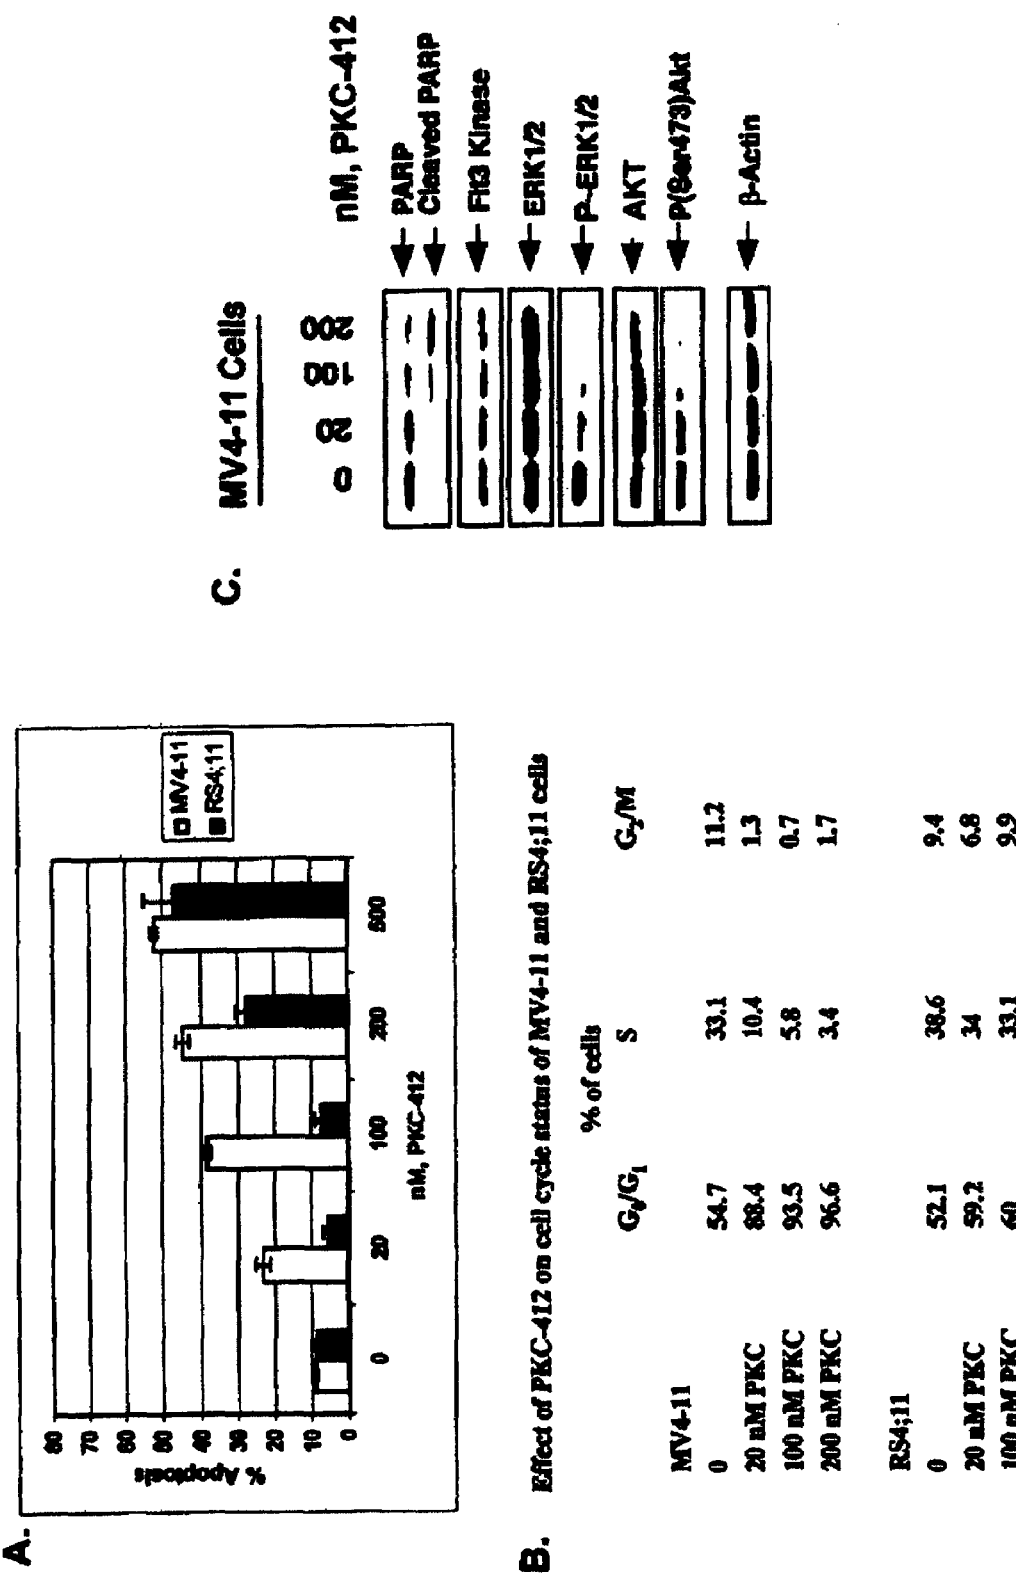 A.
% Apoptosis
80
70
60
50
40
30
20
10
0
0 20 100 200 500
nM, PKC-412
MV4-11
RS4;11
B. Effect of PKC-412 on cell cycle status of MV4-11 and RS4;11 cells
% of cells
G₀/G₁ S G₂/M
MV4-11
0 54.7 33.1 11.2
20 nM PKC 88.4 10.4 1.3
100 nM PKC 93.5 5.8 0.7
200 nM PKC 96.6 3.4 1.7
RS4;11
0 52.1 38.6 9.4
20 nM PKC 59.2 34 6.8
100 nM PKC 60 33.1 9.9
C.
MV4-11 Cells
0 20 100 200 nM, PKC-412
PARP
Cleaved PARP
Flt3 Kinase
ERK1/2
P-ERK1/2
AKT
P(Ser473)Akt
β-Actin